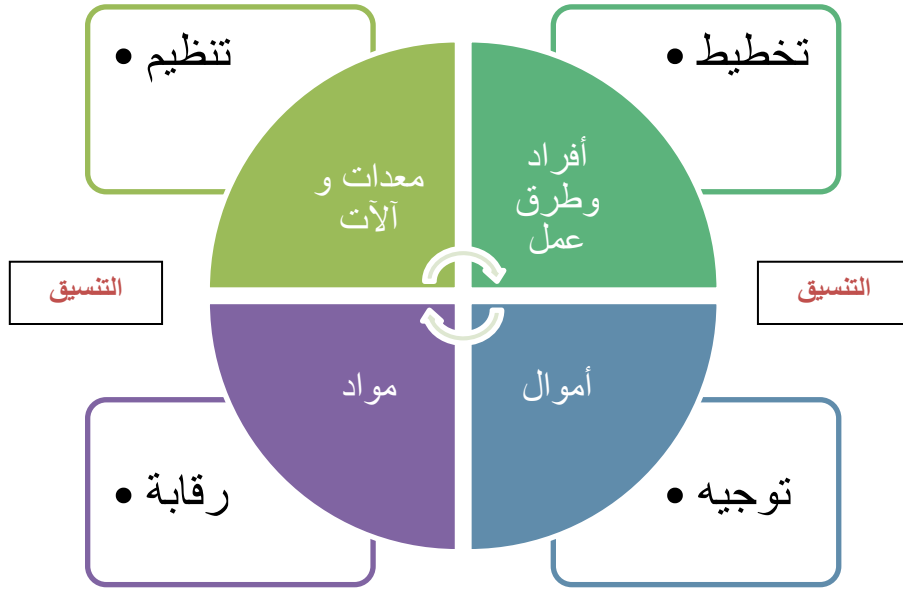 تخطيط •
تنظيم •
أفراد
وطرق
عمل
معدات و
آلآت
التنسيق
التنسيق
أموال
مواد
توجيه •
رقابة •